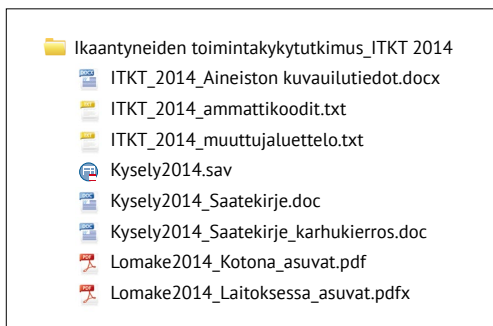 Ikaantyneiden toimintakykytutkimus_ITKT 2014
ITKT_2014_Aineiston kuvauilutiedot.docx
ITKT_2014_ammattikoodit.txt
ITKT_2014_muuttujaluettelo.txt
Kysely2014.sav
Kysely2014_Saatekirje.doc
Kysely2014_Saatekirje_karhukierros.doc
Lomake2014_Kotona_asuvat.pdf
Lomake2014_Laitoksessa_asuvat.pdfx